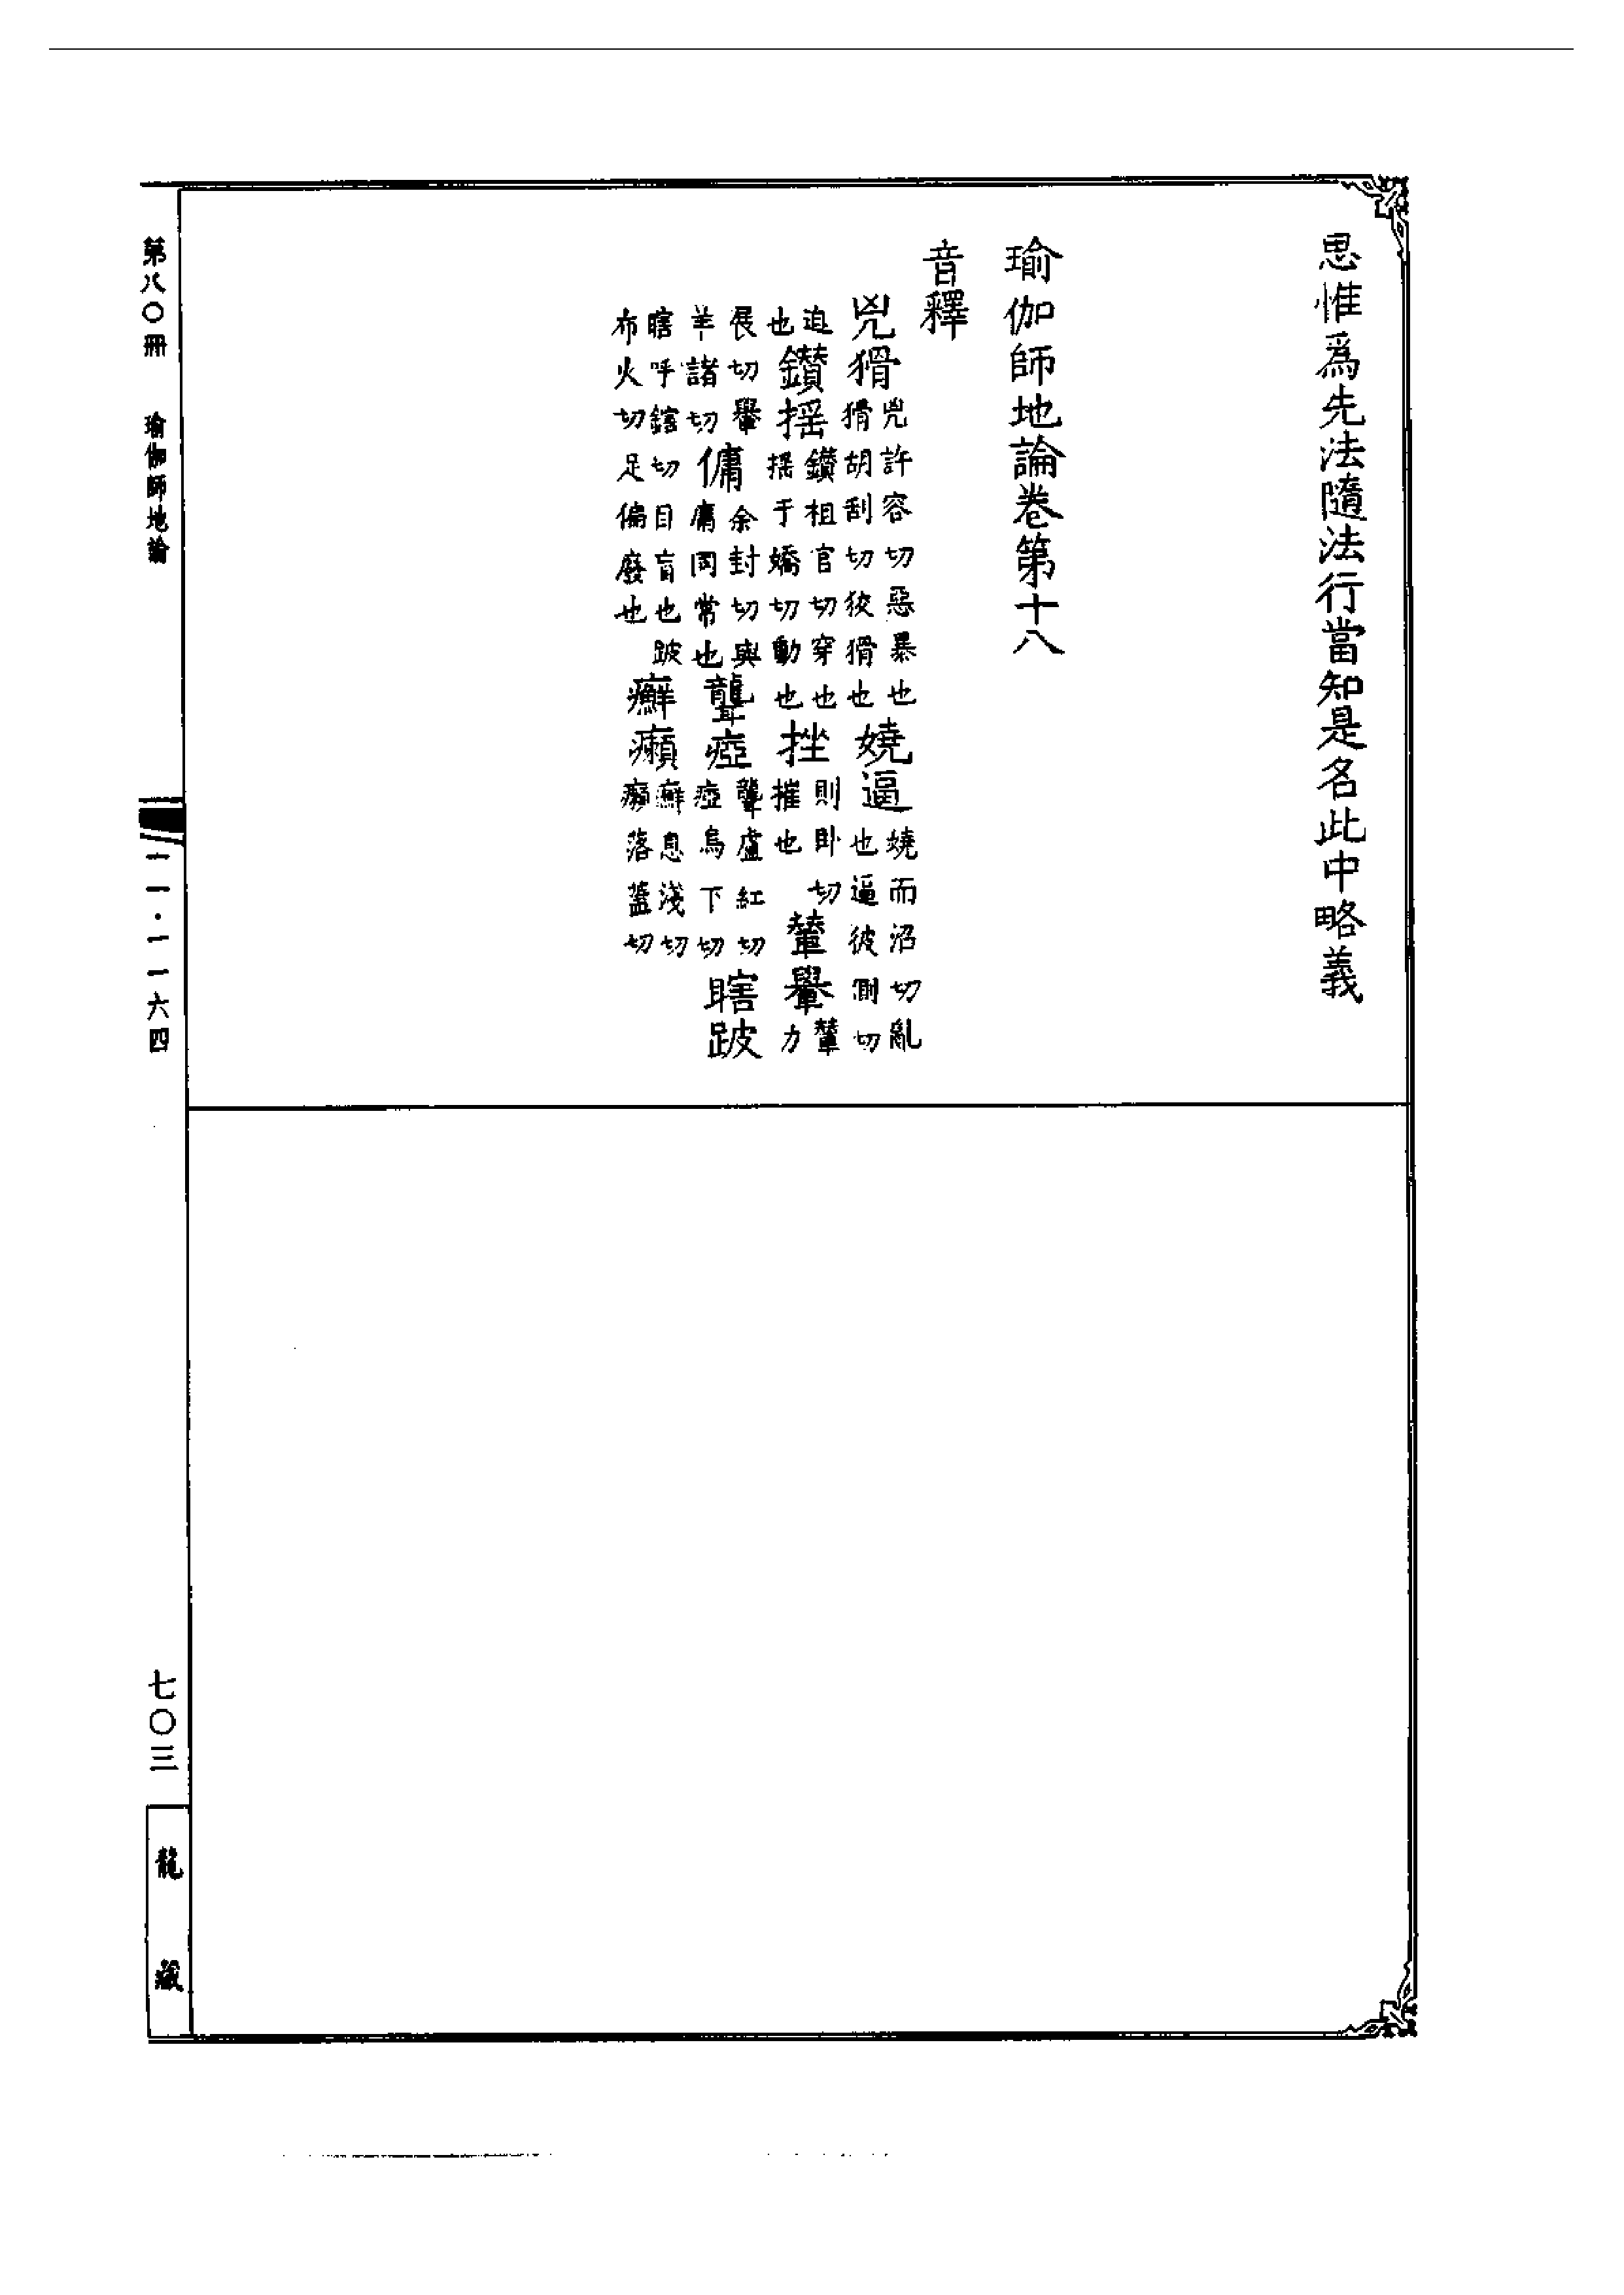 思惟爲先法隨法行當知是名此中略義
瑜伽師地論卷第十八
音釋
兇猾 兇許容切惡暴也猾胡刮切狡猾也 嬈逼 嬈而沼切亂也逼彼側切
迫也 鑽搖 鑽祖官切穿也搖于嬌切動也 挫 則卧切摧也 輦轝 輦力
展切轝羊諸切 傭 余封切與庸同常也 聾瘂 聾盧紅切瘂烏下切 瞎跛
瞎呼鎋切目盲也跛布火切足偏廢也 癬癩 癬息淺切癩落蓋切
第八〇冊 瑜伽師地論
一一·一一六四
七〇三
龍藏